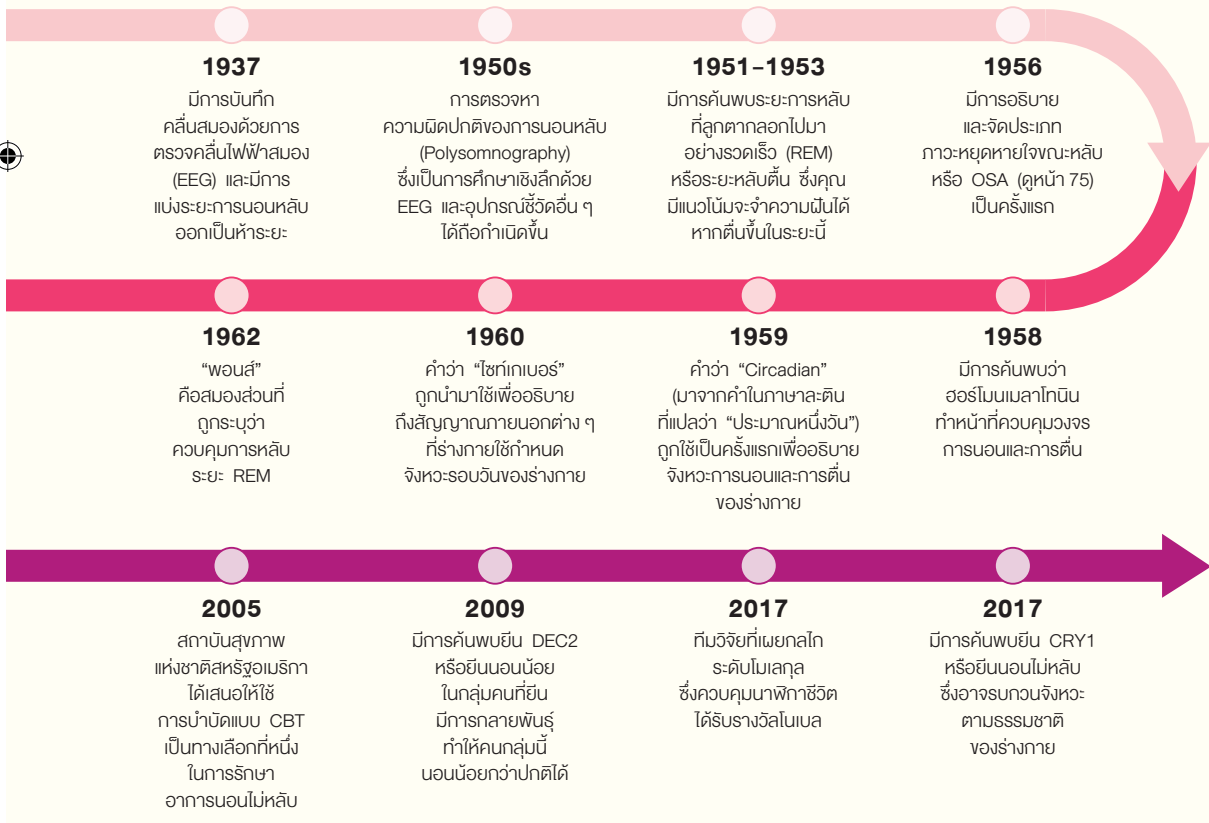 1937
มีการบันทึก
คลื่นสมองด้วยการ
ตรวจคลื่นไฟฟ้าสมอง
(EEG) และมีการ
แบ่งระยะการนอนหลับ
ออกเป็นห้าระยะ
1950s
การตรวจหา
ความผิดปกติของการนอนหลับ
(Polysomnography)
ซึ่งเป็นการศึกษาเชิงลึกด้วย
EEG และอุปกรณ์ชี้วัดอื่น ๆ
ได้ถือกำเนิดขึ้น
1951–1953
มีการค้นพบระยะการหลับ
ที่ลูกตากลอกไปมา
อย่างรวดเร็ว (REM)
หรือระยะหลับตื้น ซึ่งคุณ
มีแนวโน้มจะจำความฝันได้
หากตื่นขึ้นในระยะนี้
1956
มีการอธิบาย
และจัดประเภท
ภาวะหยุดหายใจขณะหลับ
หรือ OSA (ดูหน้า 75)
เป็นครั้งแรก
1962
“พอนส์”
คือสมองส่วนที่
ถูกระบุว่า
ควบคุมการหลับ
ระยะ REM
1960
คำว่า “ไซท์เกเบอร์”
ถูกนำมาใช้เพื่ออธิบาย
ถึงสัญญาณภายนอกต่าง ๆ
ที่ร่างกายใช้กำหนด
จังหวะรอบวันของร่างกาย
1959
คำว่า “Circadian”
(มาจากคำในภาษาละติน
ที่แปลว่า “ประมาณหนึ่งวัน”)
ถูกใช้เป็นครั้งแรกเพื่ออธิบาย
จังหวะการนอนและการตื่น
ของร่างกาย
1958
มีการค้นพบว่า
ฮอร์โมนเมลาโทนิน
ทำหน้าที่ควบคุมวงจร
การนอนและการตื่น
2005
สถาบันสุขภาพ
แห่งชาติสหรัฐอเมริกา
ได้เสนอให้ใช้
การบำบัดแบบ CBT
เป็นทางเลือกที่หนึ่ง
ในการรักษา
อาการนอนไม่หลับ
2009
มีการค้นพบยีน DEC2
หรือยีนนอนน้อย
ในกลุ่มคนที่ยีน
มีการกลายพันธุ์
ทำให้คนกลุ่มนี้
นอนน้อยกว่าปกติได้
2017
ทีมวิจัยที่เผยกลไก
ระดับโมเลกุล
ซึ่งควบคุมนาฬิกาชีวิต
ได้รับรางวัลโนเบล
2017
มีการค้นพบยีน CRY1
หรือยีนนอนไม่หลับ
ซึ่งอาจรบกวนจังหวะ
ตามธรรมชาติ
ของร่างกาย